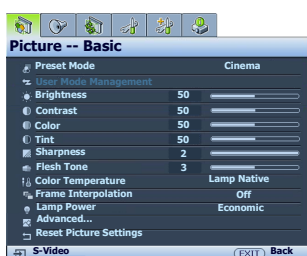 Picture -- Basic
Preset Mode Cinema
User Mode Management
Brightness 50
Contrast 50
Color 50
Tint 50
Sharpness 2
Flesh Tone 3
Color Temperature Lamp Native
Frame Interpolation Off
Lamp Power Economic
Advanced...
Reset Picture Settings
S-Video EXIT Back